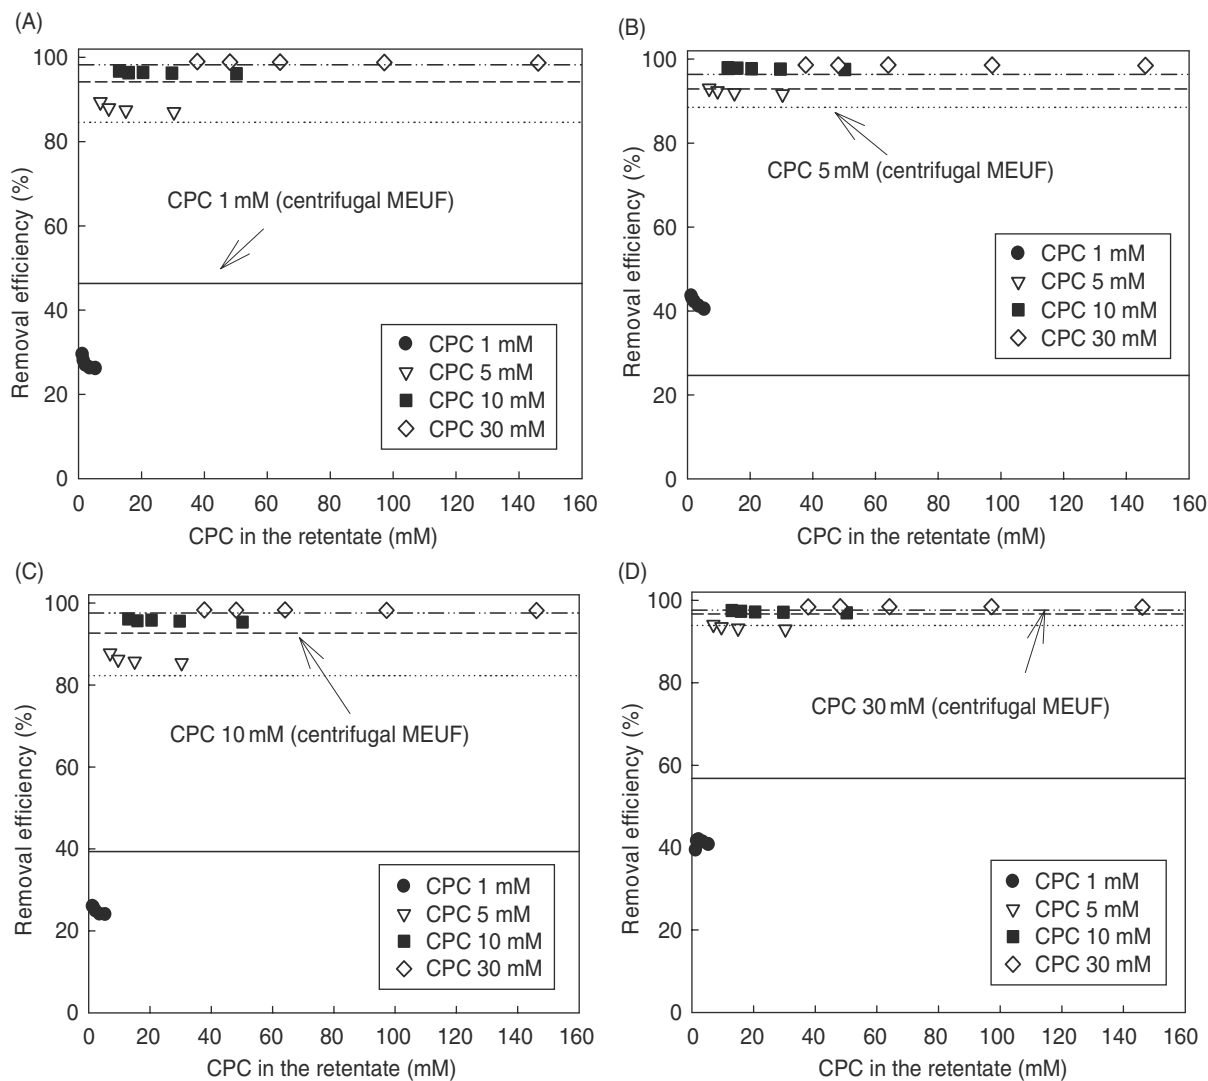 (A)
Removal efficiency (%)
100
80
60
40
20
0
CPC 1 mM (centrifugal MEUF)
CPC 1 mM
CPC 5 mM
CPC 10 mM
CPC 30 mM
0 20 40 60 80 100 120 140 160
CPC in the retentate (mM)
(B)
Removal efficiency (%)
100
80
60
40
20
0
CPC 5 mM (centrifugal MEUF)
CPC 1 mM
CPC 5 mM
CPC 10 mM
CPC 30 mM
0 20 40 60 80 100 120 140 160
CPC in the retentate (mM)
(C)
Removal efficiency (%)
100
80
60
40
20
0
CPC 10 mM (centrifugal MEUF)
CPC 1 mM
CPC 5 mM
CPC 10 mM
CPC 30 mM
0 20 40 60 80 100 120 140 160
CPC in the retentate (mM)
(D)
Removal efficiency (%)
100
80
60
40
20
0
CPC 30 mM (centrifugal MEUF)
CPC 1 mM
CPC 5 mM
CPC 10 mM
CPC 30 mM
0 20 40 60 80 100 120 140 160
CPC in the retentate (mM)